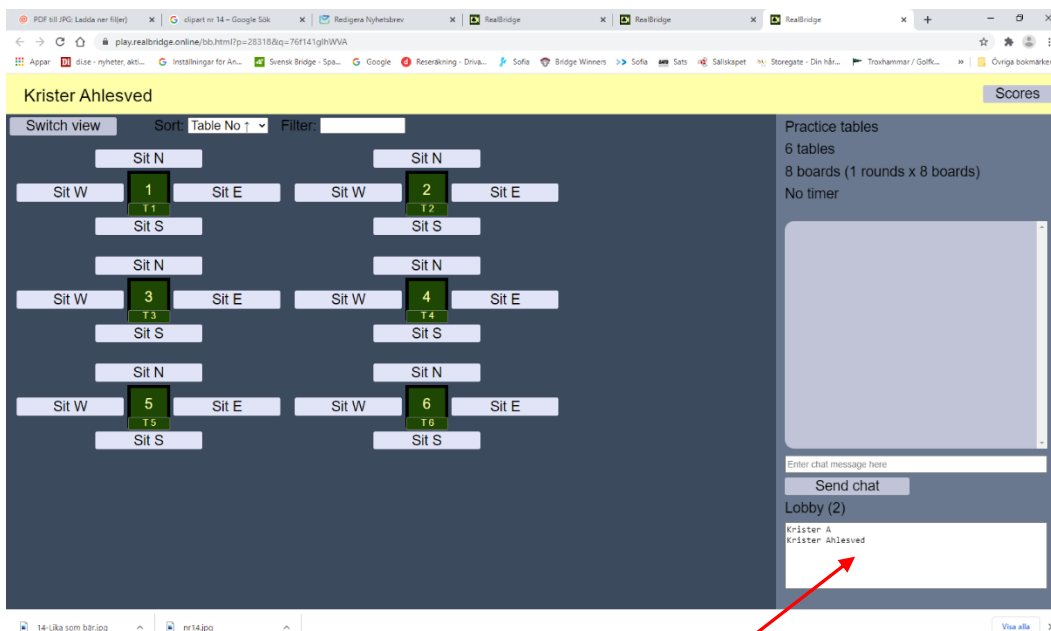 PDF till JPG: Ladda ner fil(er)
clipart nr 14 – Google Sök
Redigera Nyhetsbrev
RealBridge
RealBridge
RealBridge
play.realbridge.online/bb.html?p=28318&q=76f141glhWVA
Appar
di.se - nyheter, akti...
Inställningar för An...
Svensk Bridge - Spa...
Google
Reseräkning - Driva...
Sofia
Bridge Winners
Sofia
Sats
Sällskapet
Storegate - Din hår...
Troxhammar / Golfk...
Övriga bokmärken
Krister Ahlesved
Scores
Switch view Sort: Table No ↑ Filter:
Sit N Sit N
Sit W 1 Sit E Sit W 2 Sit E
T1 T2
Sit S Sit S
Sit N Sit N
Sit W 3 Sit E Sit W 4 Sit E
T3 T4
Sit S Sit S
Sit N Sit N
Sit W 5 Sit E Sit W 6 Sit E
T5 T6
Sit S Sit S
Practice tables
6 tables
8 boards (1 rounds x 8 boards)
No timer
Enter chat message here
Send chat
Lobby (2)
Krister A
Krister Ahlesved
14-Lika som bär.jpg
nr14.jpg
Visa alla